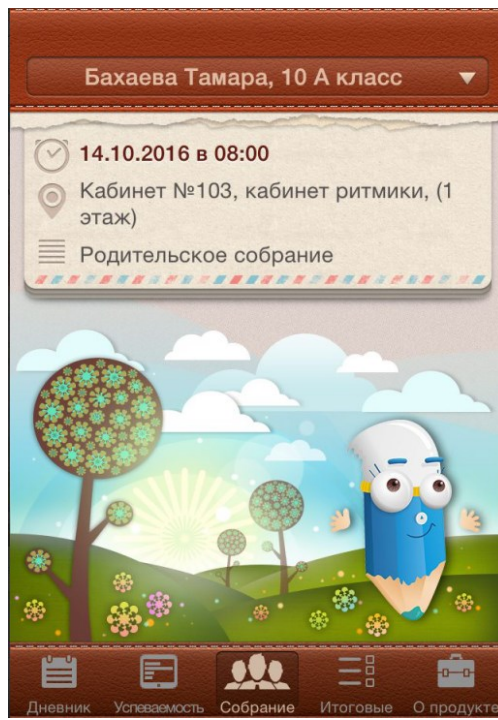 Бахаева Тамара, 10 А класс
14.10.2016 в 08:00
Кабинет №103, кабинет ритмики, (1
этаж)
Родительское собрание
Дневник Успеваемость Собрание Итоговые О продукте